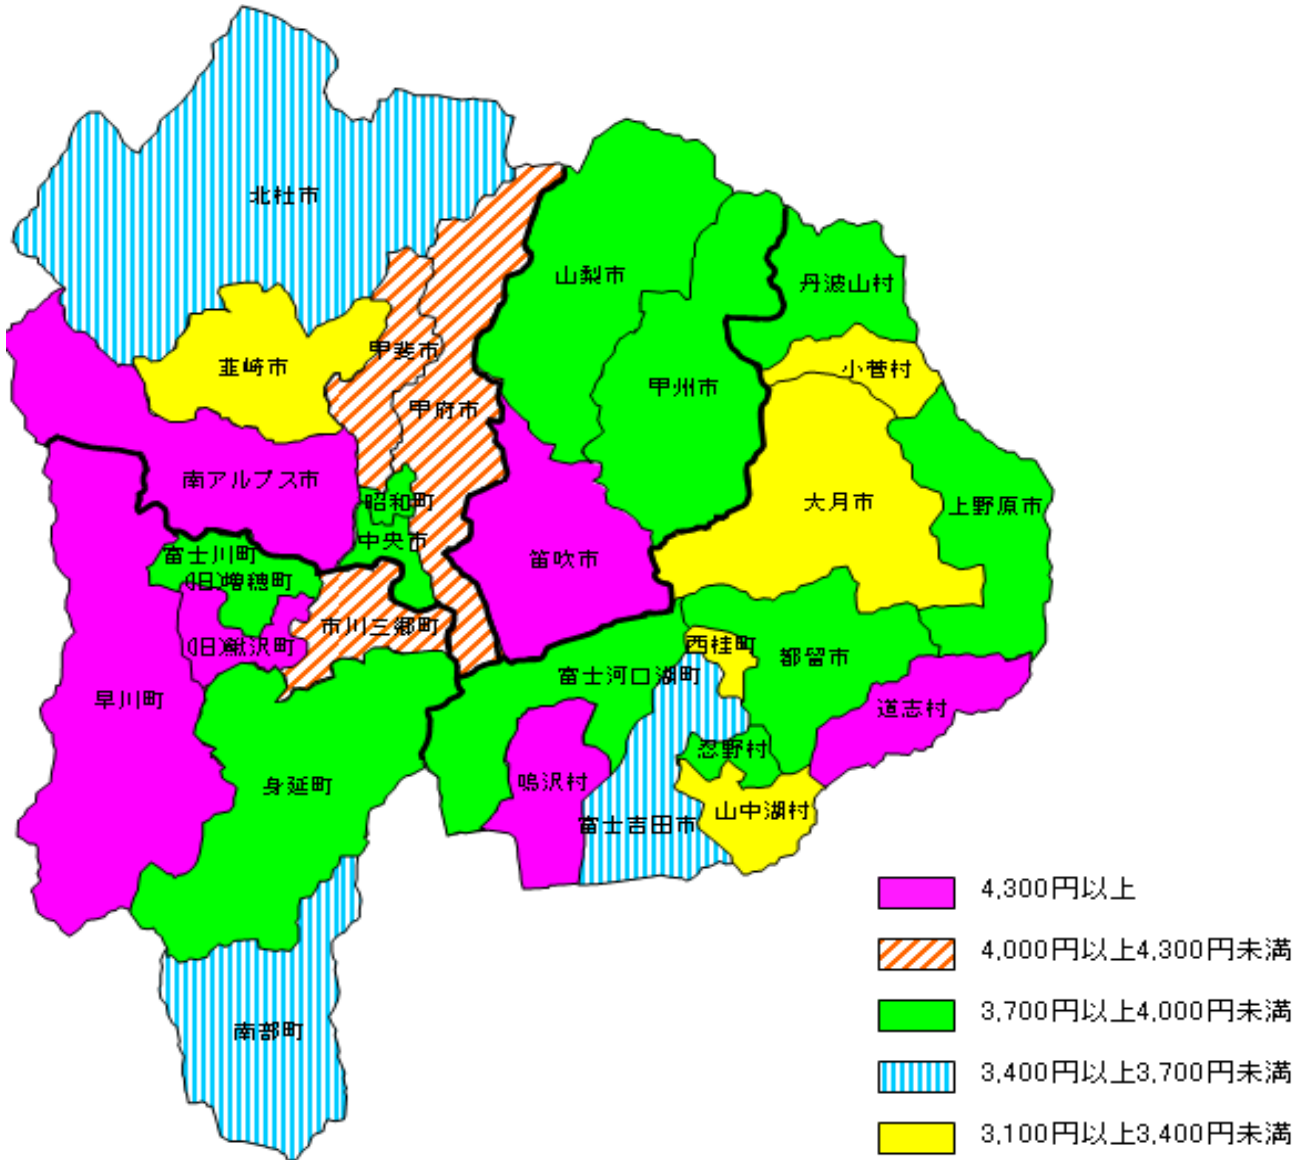 北杜市
山梨市
丹波山村
甲斐市
韮崎市
小菅村
甲州市
甲府市
南アルプス市
昭和町
大月市
上野原市
中央市
富士川町
笛吹市
(旧)増穂町
市川三郷町
(旧)鰍沢町
西桂町
都留市
富士河口湖町
早川町
道志村
忍野村
鳴沢村
身延町
山中湖村
富士吉田市
南部町
4,300円以上
4,000円以上4,300円未満
3,700円以上4,000円未満
3,400円以上3,700円未満
3,100円以上3,400円未満